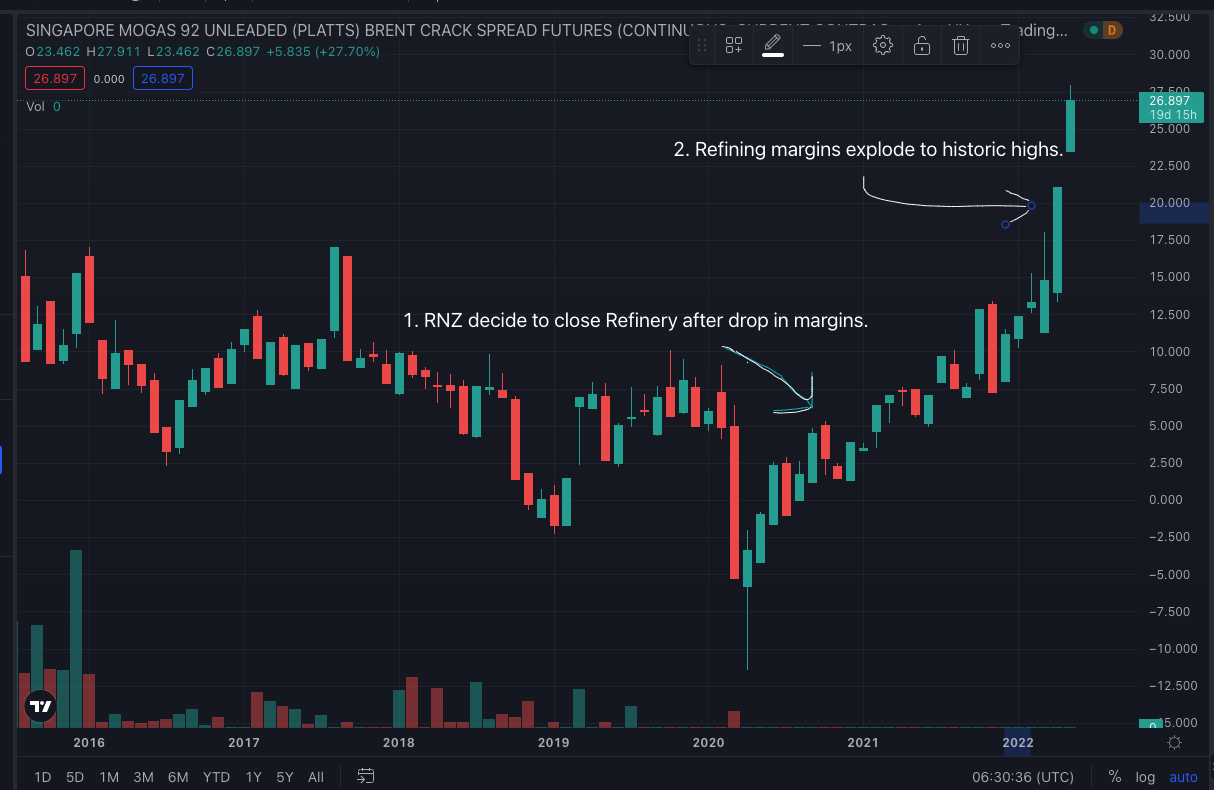 SINGAPORE MOGAS 92 UNLEADED (PLATTS) BRENT CRACK SPREAD FUTURES (CONTINU
ading...
D
1px
O23.462 H27.911 L23.462 C26.897 +5.835 (+27.70%)
26.897 0.000 26.897
Vol 0
32.500
30.000
27.500
26.897
19d 15h
25.000
22.500
20.000
17.500
15.000
12.500
10.000
7.500
5.000
2.500
0.000
−2.500
−5.000
−7.500
−10.000
−12.500
0
15.000
2. Refining margins explode to historic highs.
1. RNZ decide to close Refinery after drop in margins.
2016 2017 2018 2019 2020 2021 2022
1D 5D 1M 3M 6M YTD 1Y 5Y All 06:30:36 (UTC) % log auto